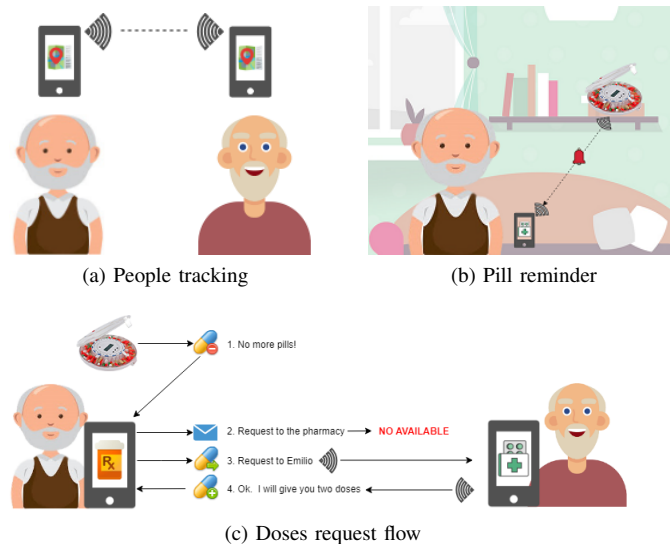 (a) People tracking
(b) Pill reminder
1. No more pills!
2. Request to the pharmacy
NO AVAILABLE
Rx
3. Request to Emilio
4. Ok. I will give you two doses
(c) Doses request flow